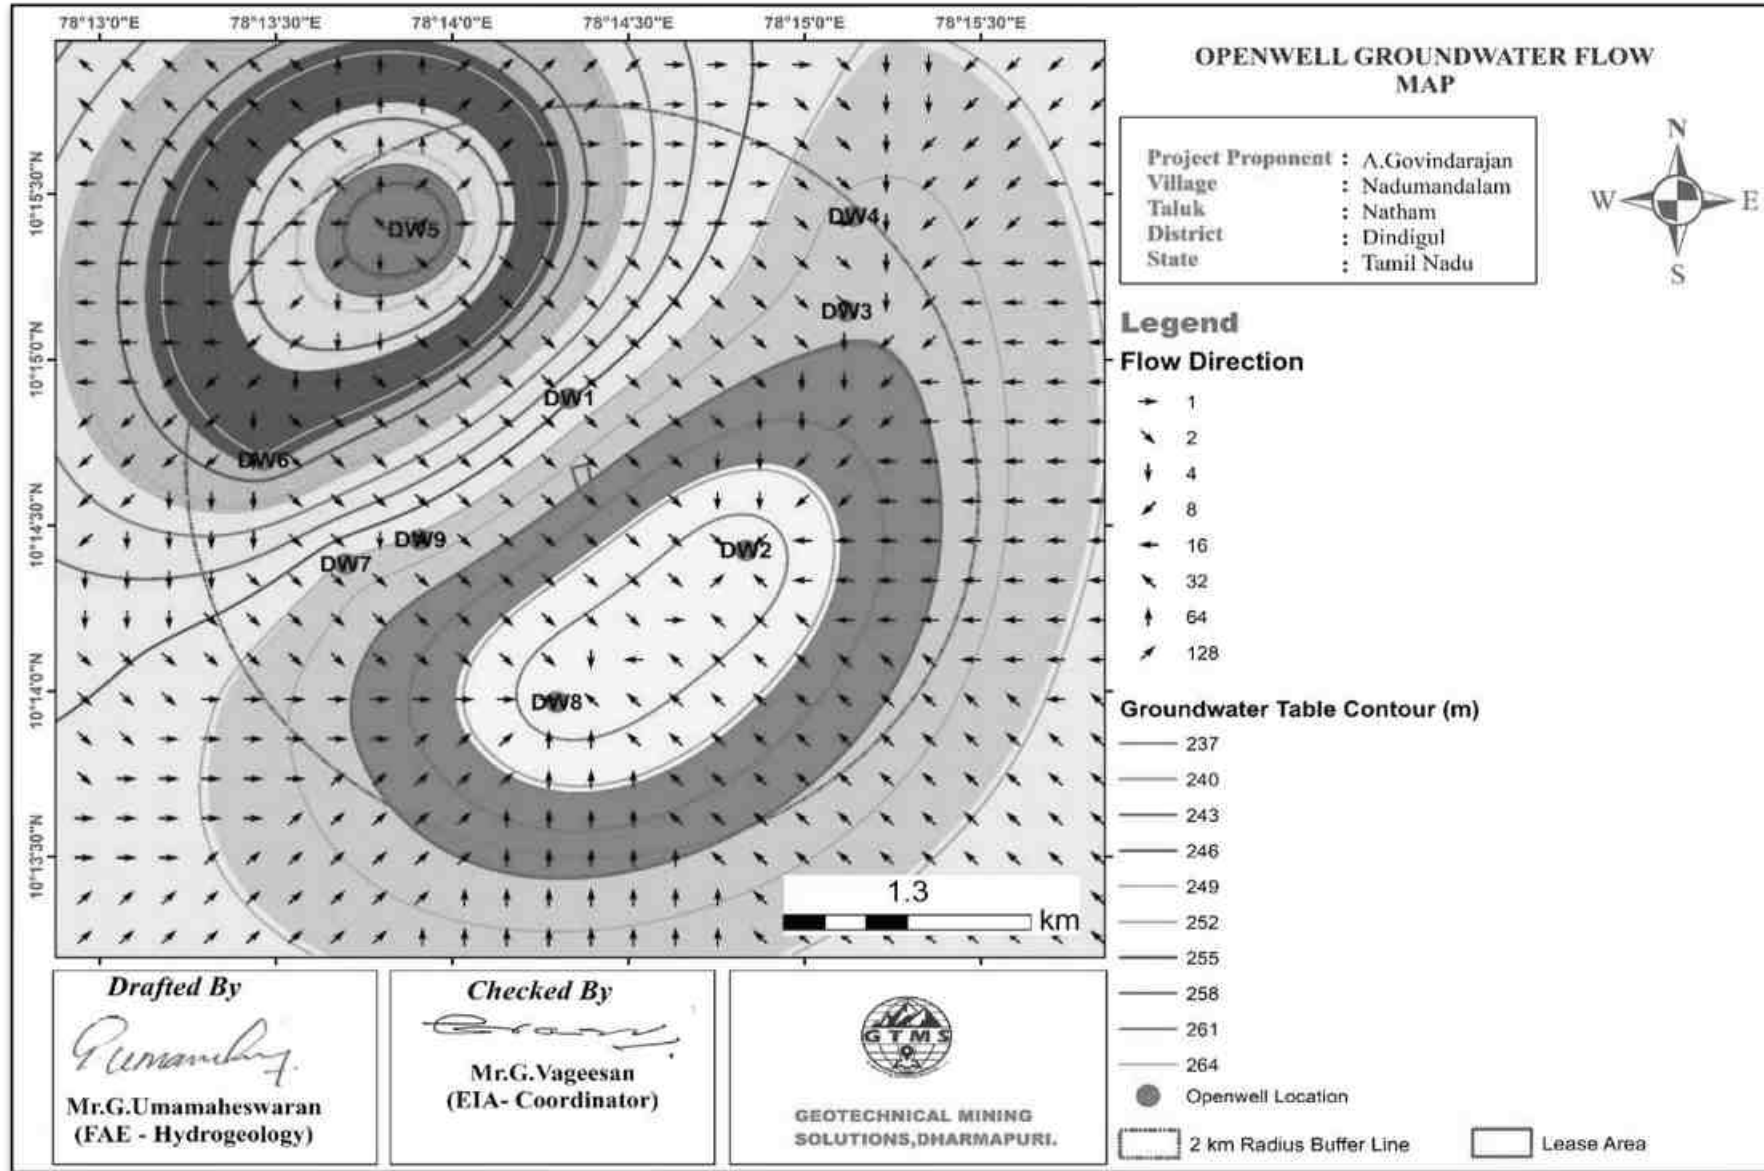 78°13'0"E 78°13'30"E 78°14'0"E 78°14'30"E 78°15'0"E 78°15'30"E
10°15'30"N
10°15'0"N
10°14'30"N
10°14'0"N
10°13'30"N
DW5
DW4
DW3
DW1
DW6
DW9
DW7
DW2
DW8
1.3
km
OPENWELL GROUNDWATER FLOW
MAP
Project Proponent : A.Govindarajan
Village : Nadumandalam
Taluk : Natham
District : Dindigul
State : Tamil Nadu
N
W E
S
Legend
Flow Direction
1
2
4
8
16
32
64
128
Groundwater Table Contour (m)
237
240
243
246
249
252
255
258
261
264
Openwell Location
2 km Radius Buffer Line Lease Area
Drafted By
Mr.G.Umamaheswaran
(FAE - Hydrogeology)
Checked By
Mr.G.Vageesan
(EIA- Coordinator)
GTMS
GEOTECHNICAL MINING
SOLUTIONS,DHARMAPURI.